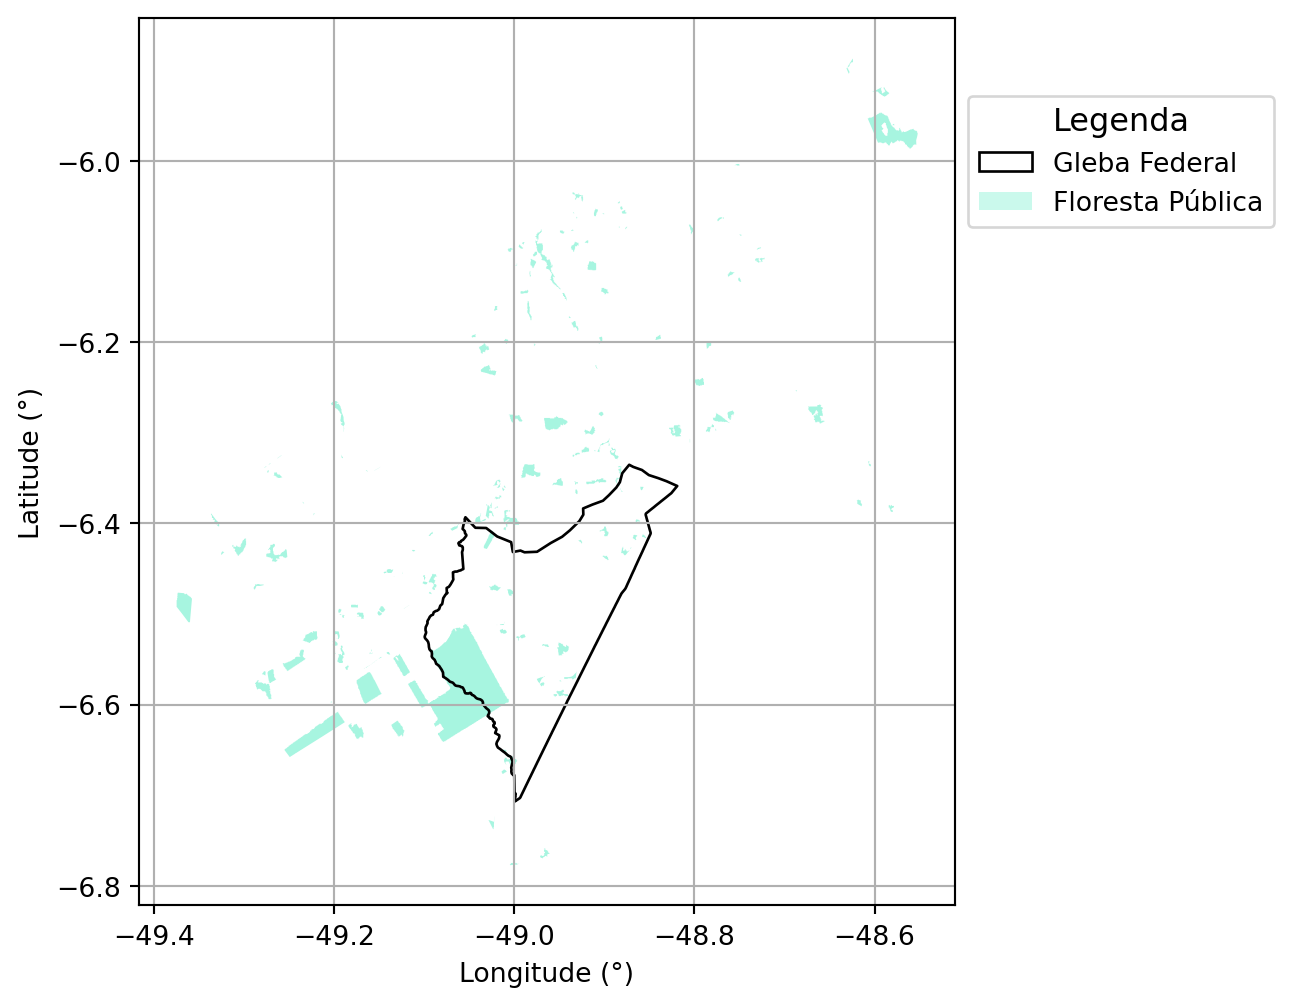 Legenda
Gleba Federal
Floresta Pública
−6.0
−6.2
−6.4
−6.6
−6.8
Latitude (°)
−49.4 −49.2 −49.0 −48.8 −48.6
Longitude (°)